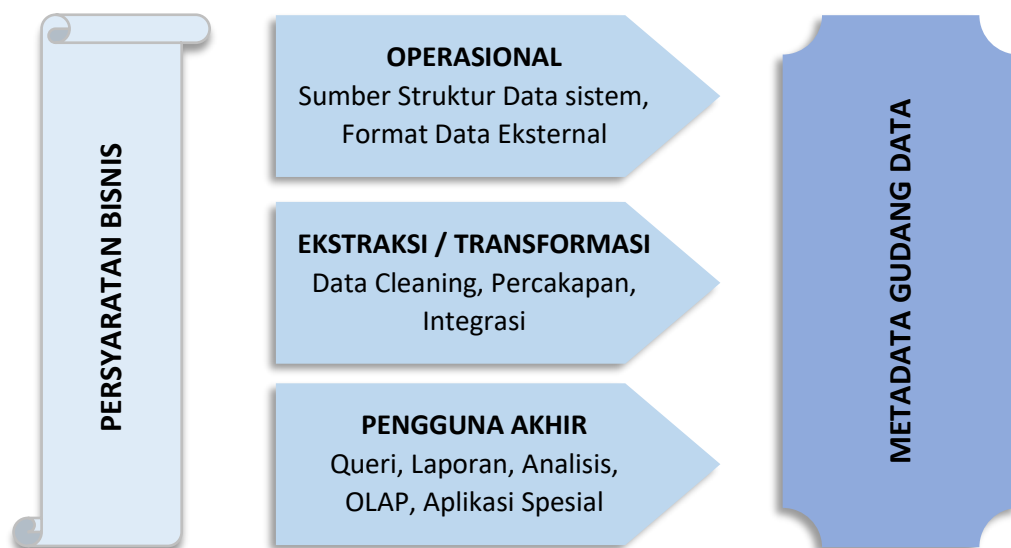 PERSYARATAN BISNIS
OPERASIONAL
Sumber Struktur Data sistem,
Format Data Eksternal
EKSTRAKSI / TRANSFORMASI
Data Cleaning, Percakapan,
Integrasi
PENGGUNA AKHIR
Queri, Laporan, Analisis,
OLAP, Aplikasi Spesial
METADATA GUDANG DATA